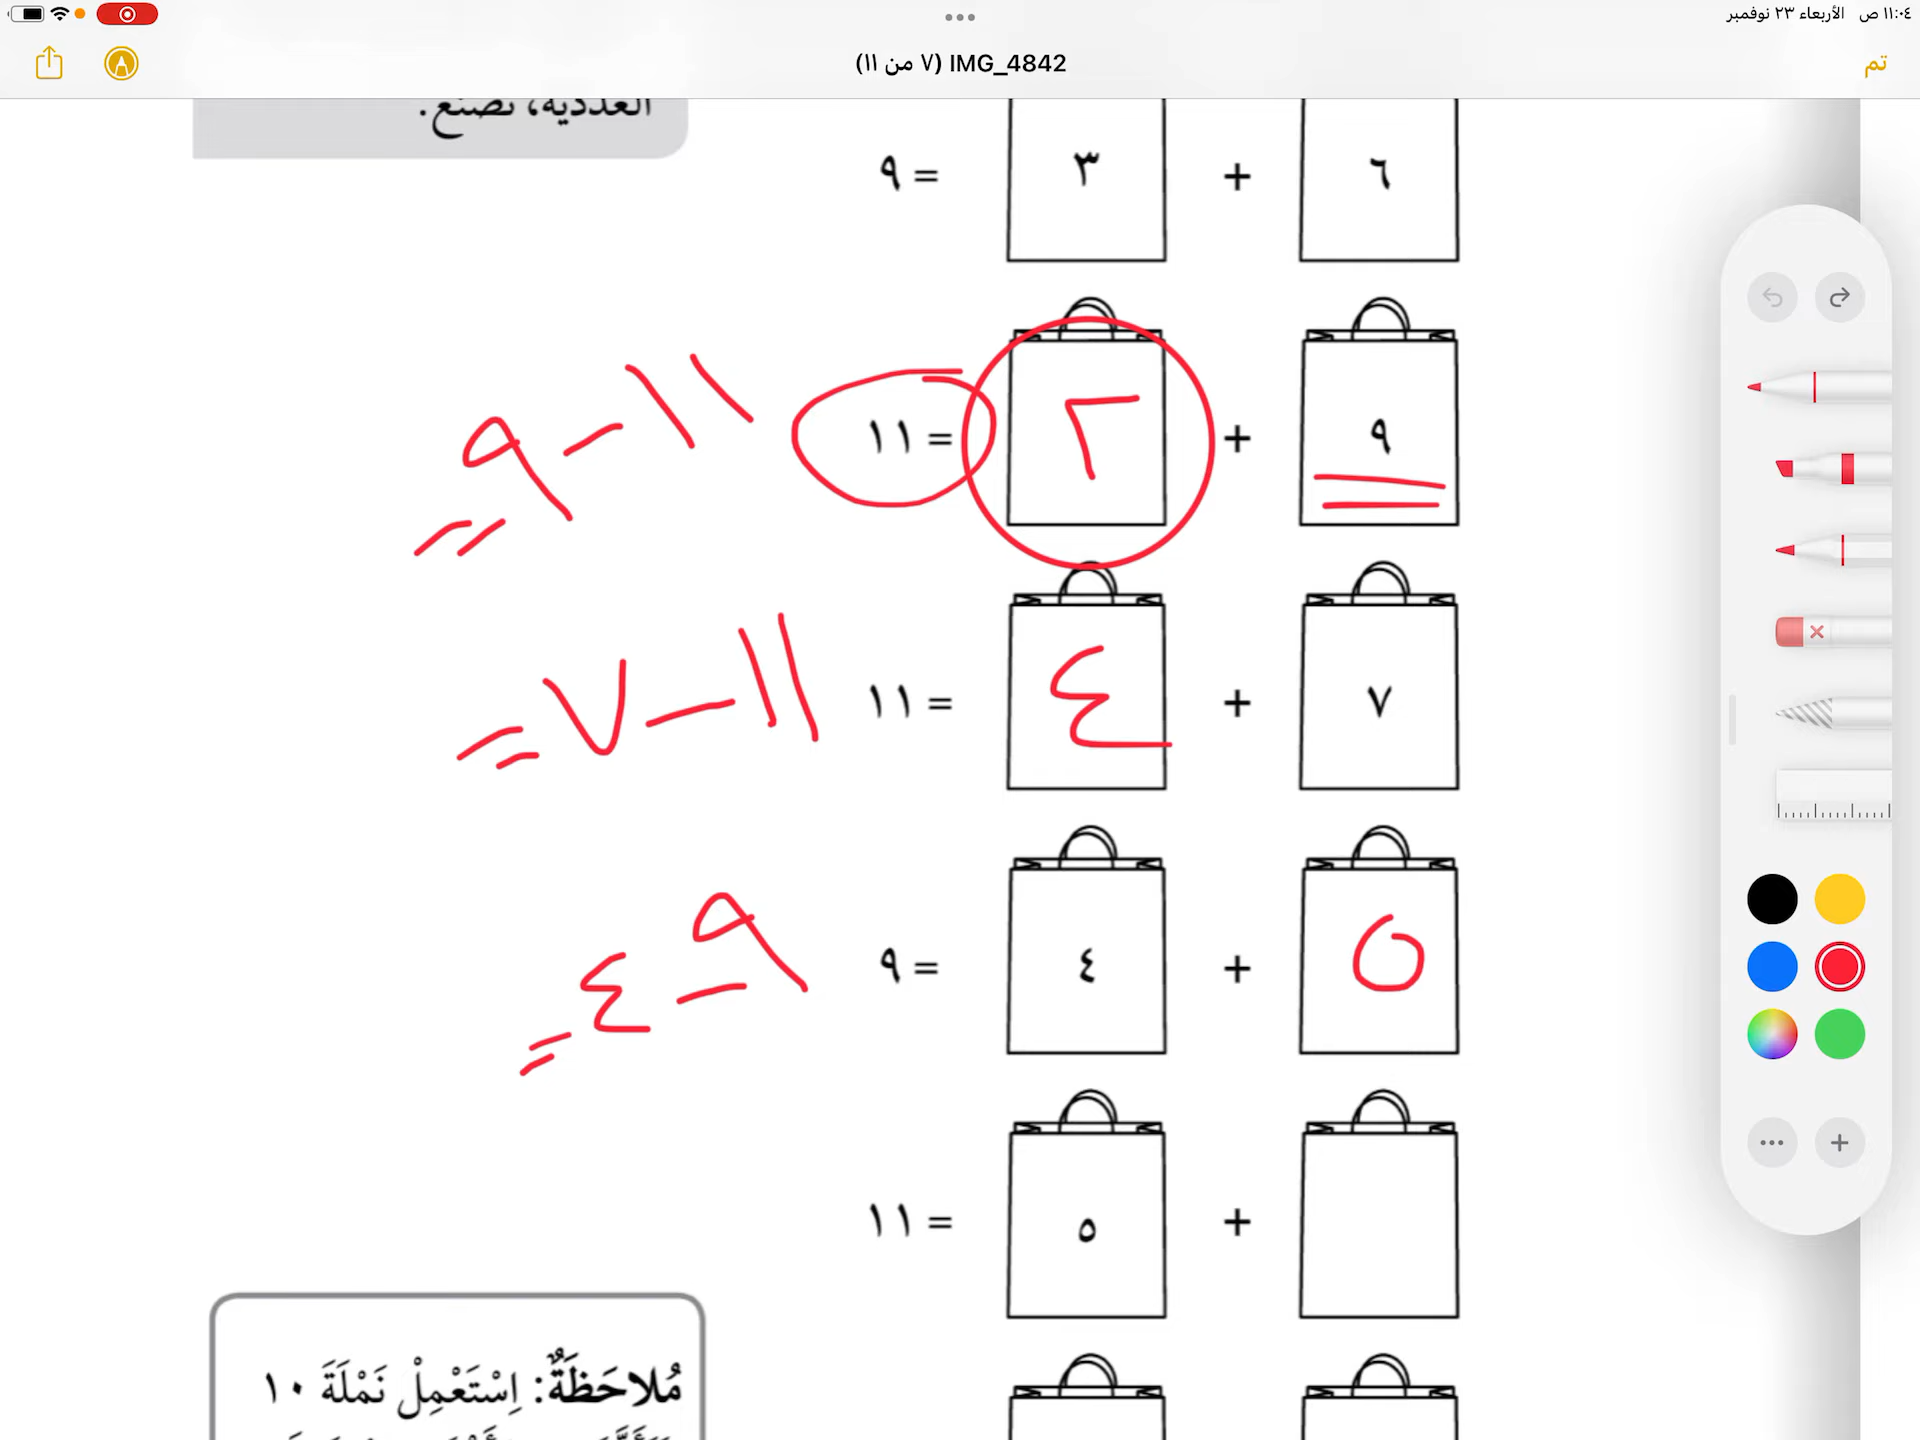 ١١:٠٤ ص الأربعاء ٢٣ نوفمبر
IMG_4842 (٧ من ١١)
تم
العددية، تصنع.
٦ + ٣ = ٩
٩ + ٢ = ١١
١١ − ٩ =
٧ + ٤ = ١١
١١ − ٧ =
٥ + ٤ = ٩
٩ − ٤ =
+ ٥ = ١١
مُلاحَظَةٌ: اِسْتَعْمِلْ نَمْلَةَ ١٠